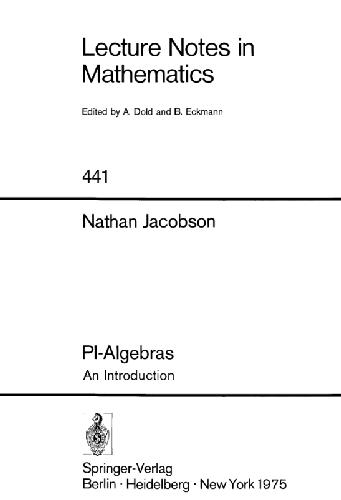 Lecture Notes in
Mathematics
Edited by A. Dold and B. Eckmann
441
Nathan Jacobson
PI-Algebras
An Introduction
Springer-Verlag
Berlin · Heidelberg · New York 1975